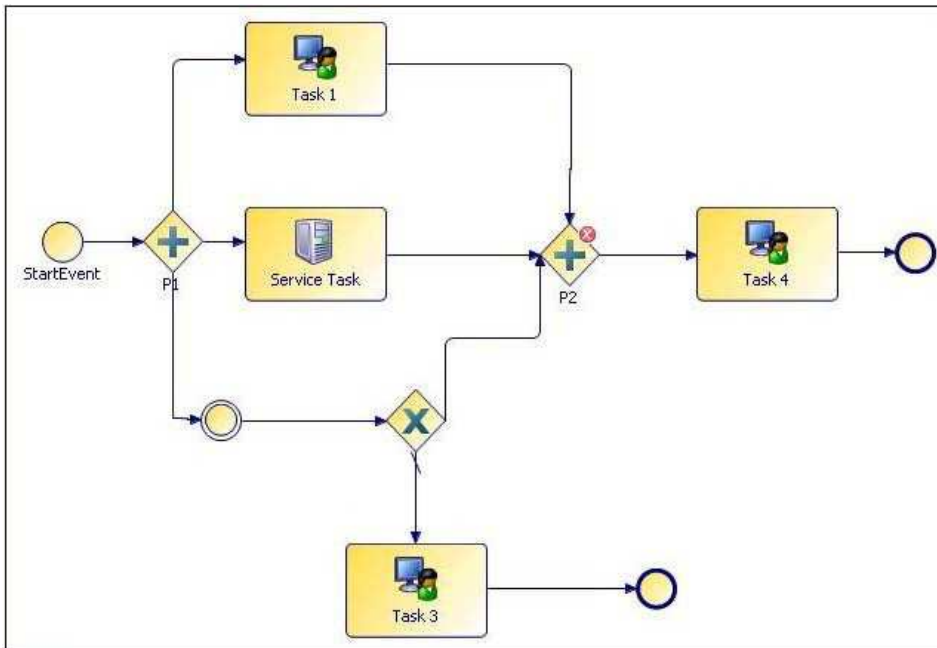 Task 1
StartEvent
P1
Service Task
P2
Task 4
Task 3